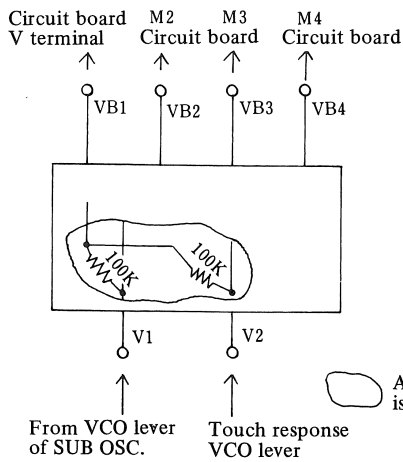 Circuit board
V terminal
M2
Circuit board
M3
M4
Circuit board
VB1
VB2
VB3
VB4
100K
100K
V1
V2
From VCO lever
of SUB OSC.
Touch response
VCO lever
A
is